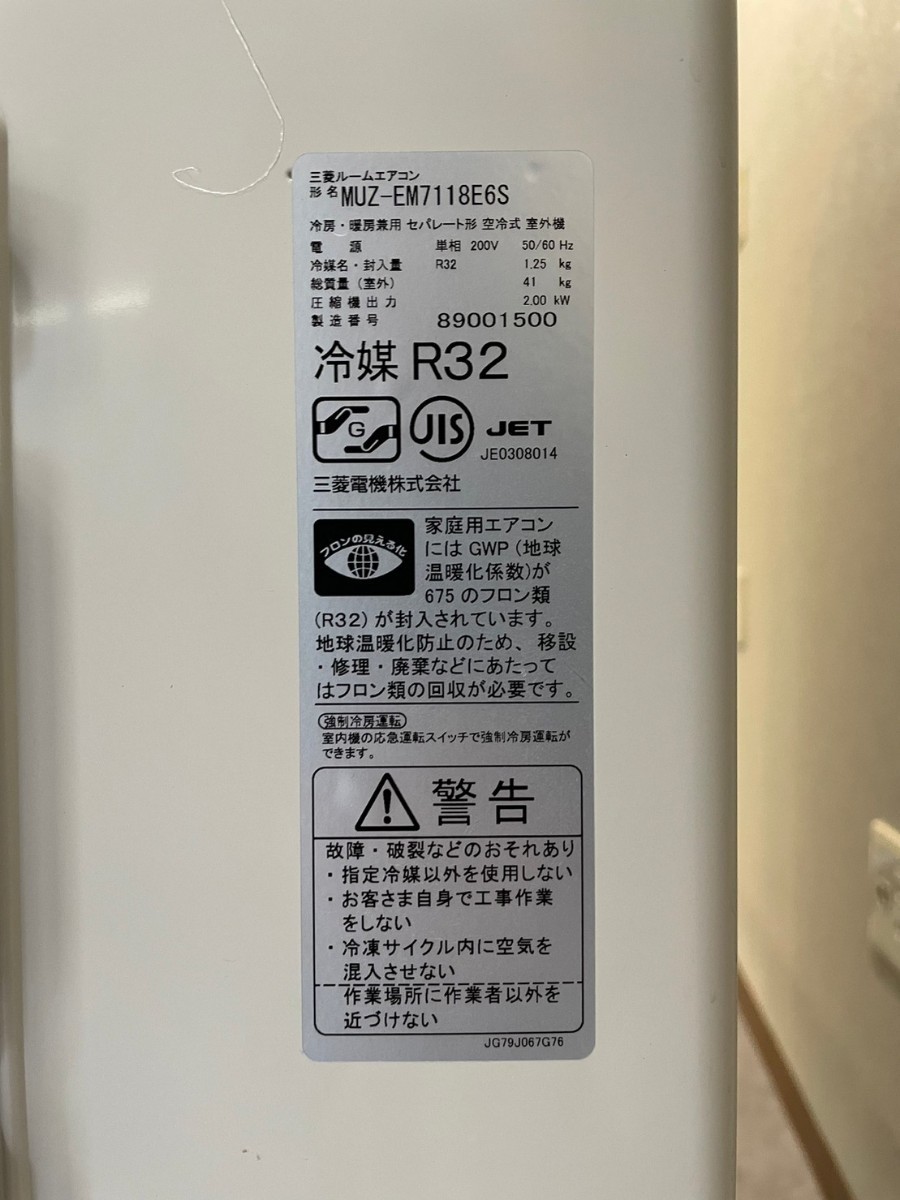 三菱ルームエアコン
形名 MUZ-EM7118E6S
冷房・暖房兼用 セパレート形 空冷式 室外機
電源 単相 200V 50/60 Hz
冷媒名・封入量 R32 1.25 kg
総質量（室外） 41 kg
圧縮機出力 2.00 kW
製造番号 89001500
冷媒 R32
G JIS JET
JE0308014
三菱電機株式会社
フロンの見える化
家庭用エアコン
には GWP (地球
温暖化係数)が
675 のフロン類
(R32) が封入されています。
地球温暖化防止のため、移設
・修理・廃棄などにあたって
はフロン類の回収が必要です。
強制冷房運転
室内機の応急運転スイッチで強制冷房運転が
できます。
警告
故障・破裂などのおそれあり
・指定冷媒以外を使用しない
・お客さま自身で工事作業
をしない
・冷凍サイクル内に空気を
混入させない
作業場所に作業者以外を
近づけない
JG79J067G76